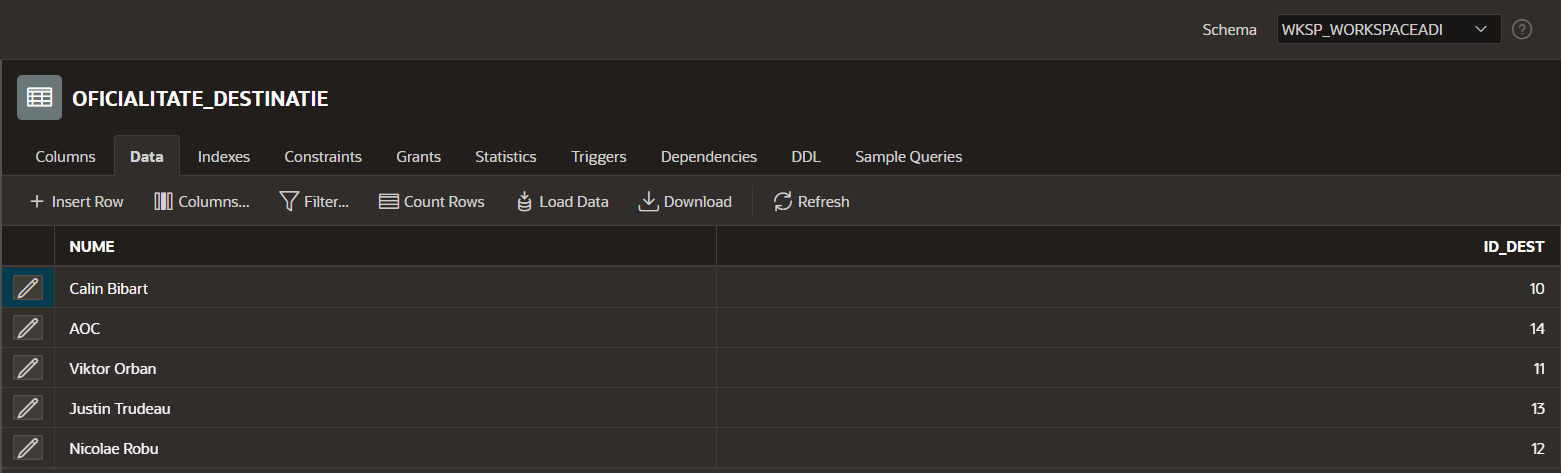 Schema WKSP_WORKSPACEADI ?
OFICIALITATE_DESTINATIE
Columns Data Indexes Constraints Grants Statistics Triggers Dependencies DDL Sample Queries
+ Insert Row Columns... Filter... Count Rows Load Data Download Refresh
NUME ID_DEST
Calin Bibart 10
AOC 14
Viktor Orban 11
Justin Trudeau 13
Nicolae Robu 12